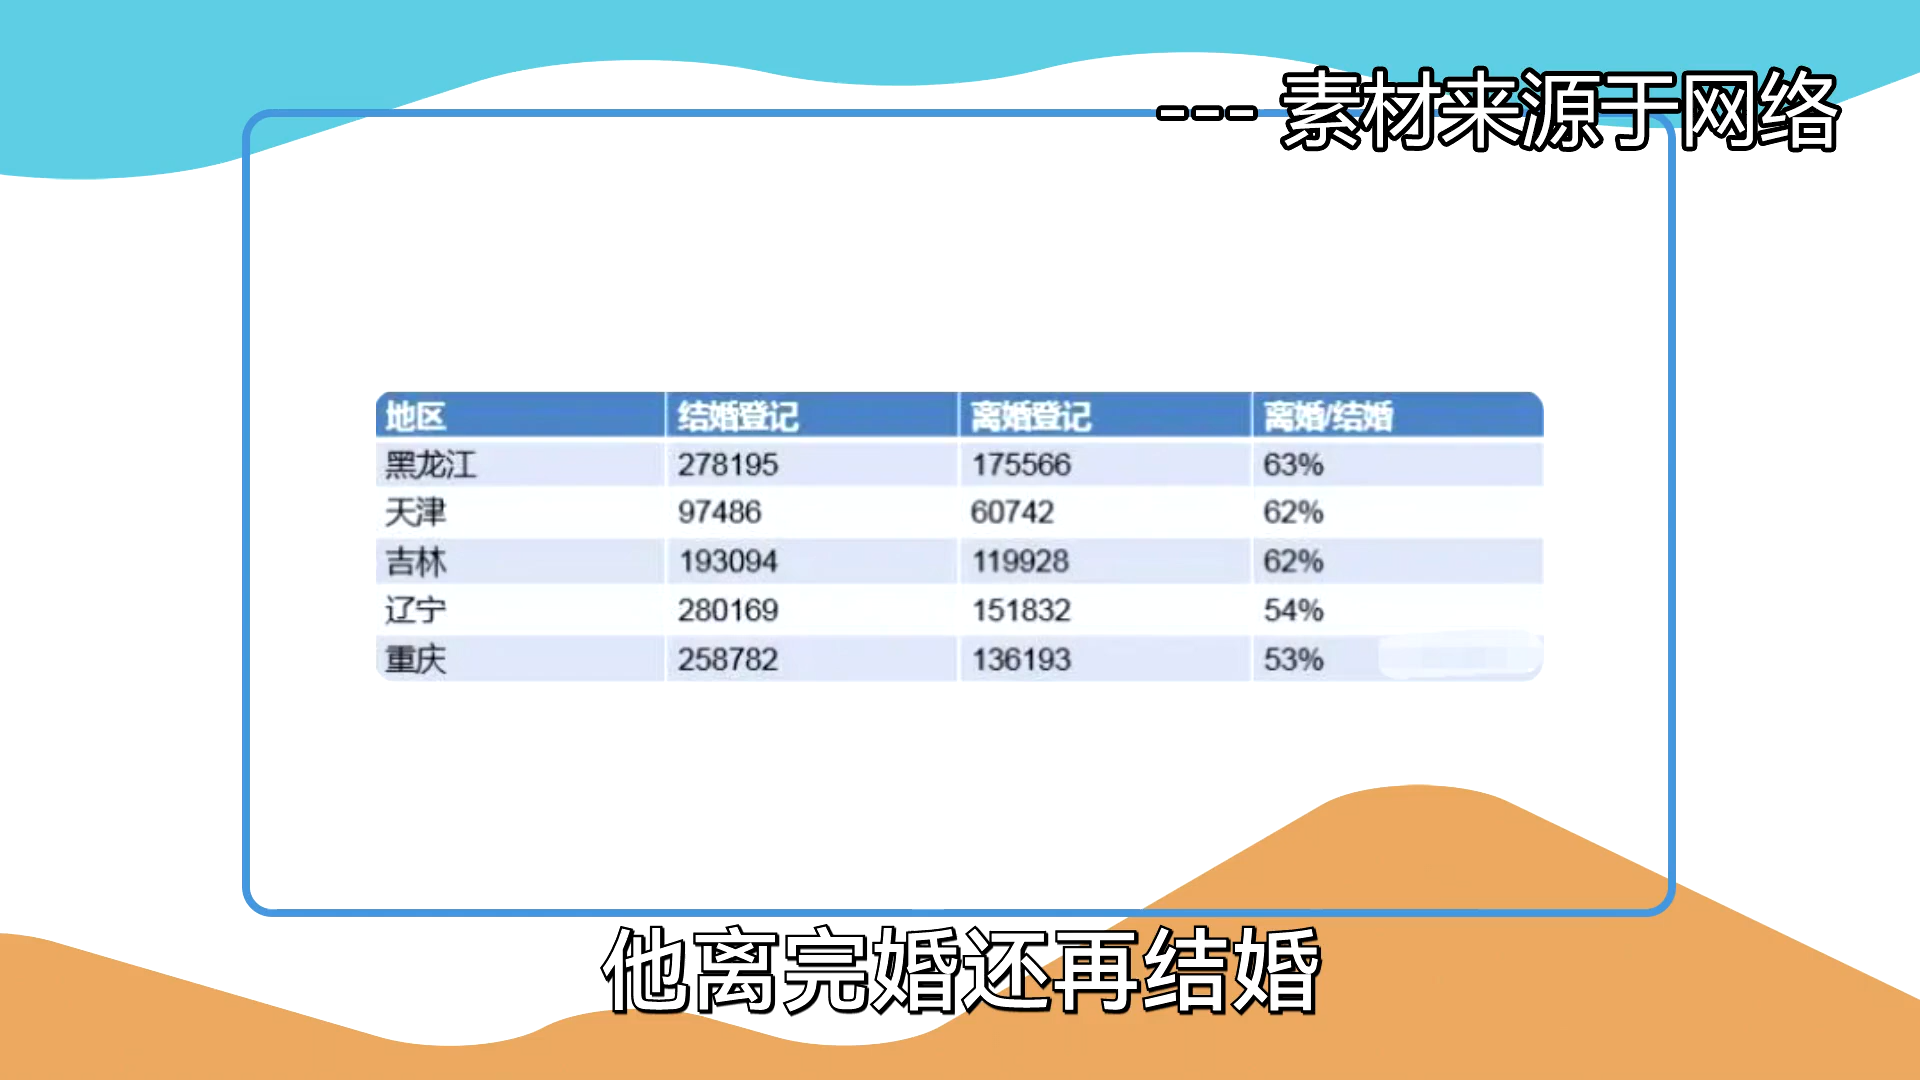 --- 素材来源于网络
地区 结婚登记 离婚登记 离婚/结婚
黑龙江 278195 175566 63%
天津 97486 60742 62%
吉林 193094 119928 62%
辽宁 280169 151832 54%
重庆 258782 136193 53%
他离完婚还再结婚